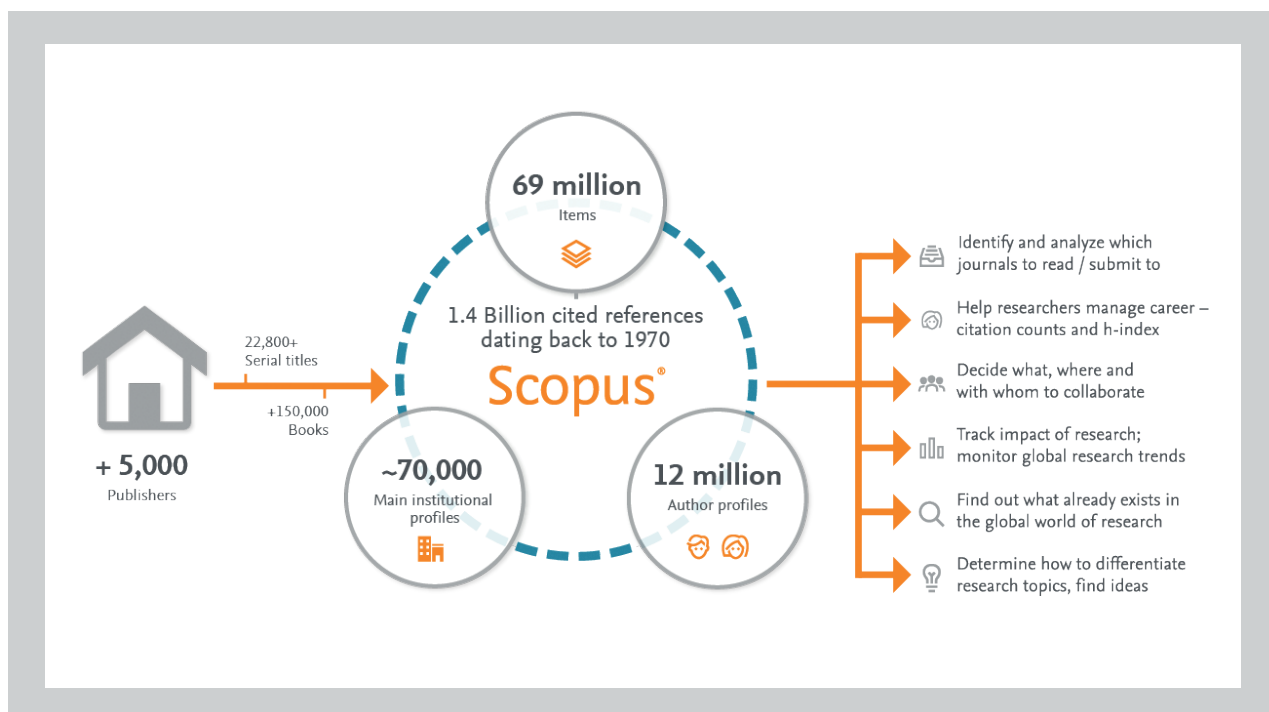 + 5,000
Publishers
22,800+
Serial titles
+150,000
Books
69 million
Items
1.4 Billion cited references
dating back to 1970
Scopus®
~70,000
Main institutional
profiles
12 million
Author profiles
Identify and analyze which
journals to read / submit to
Help researchers manage career –
citation counts and h-index
Decide what, where and
with whom to collaborate
Track impact of research;
monitor global research trends
Find out what already exists in
the global world of research
Determine how to differentiate
research topics, find ideas